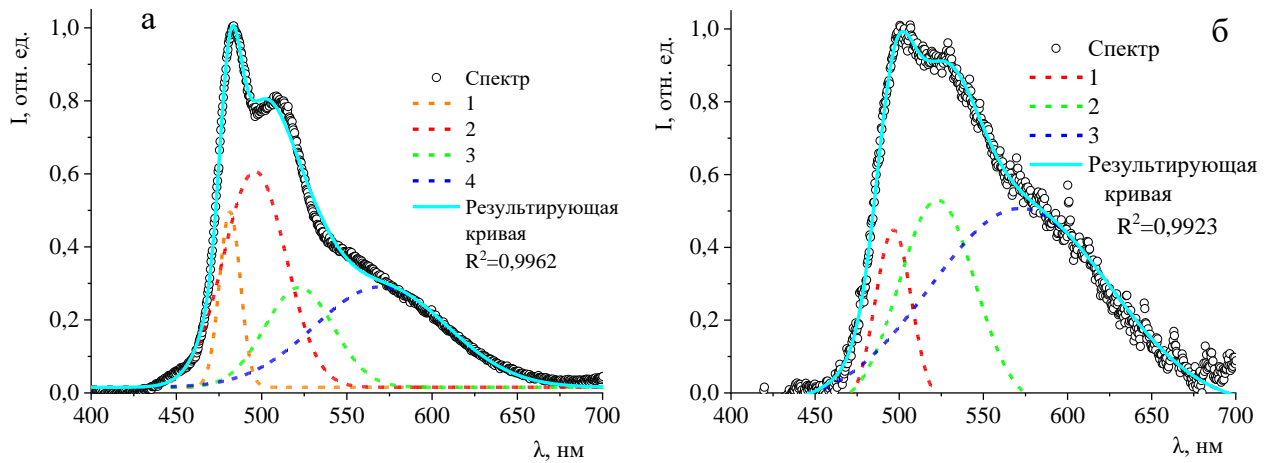 а
I, отн. ед.
1,0
0,8
0,6
0,4
0,2
0,0
400
450
500
550
600
650
700
λ, нм
Спектр
1
2
3
4
Результирующая
кривая
R²=0,9962
б
I, отн. ед.
1,0
0,8
0,6
0,4
0,2
0,0
400
450
500
550
600
650
700
λ, нм
Спектр
1
2
3
Результирующая
кривая
R²=0,9923